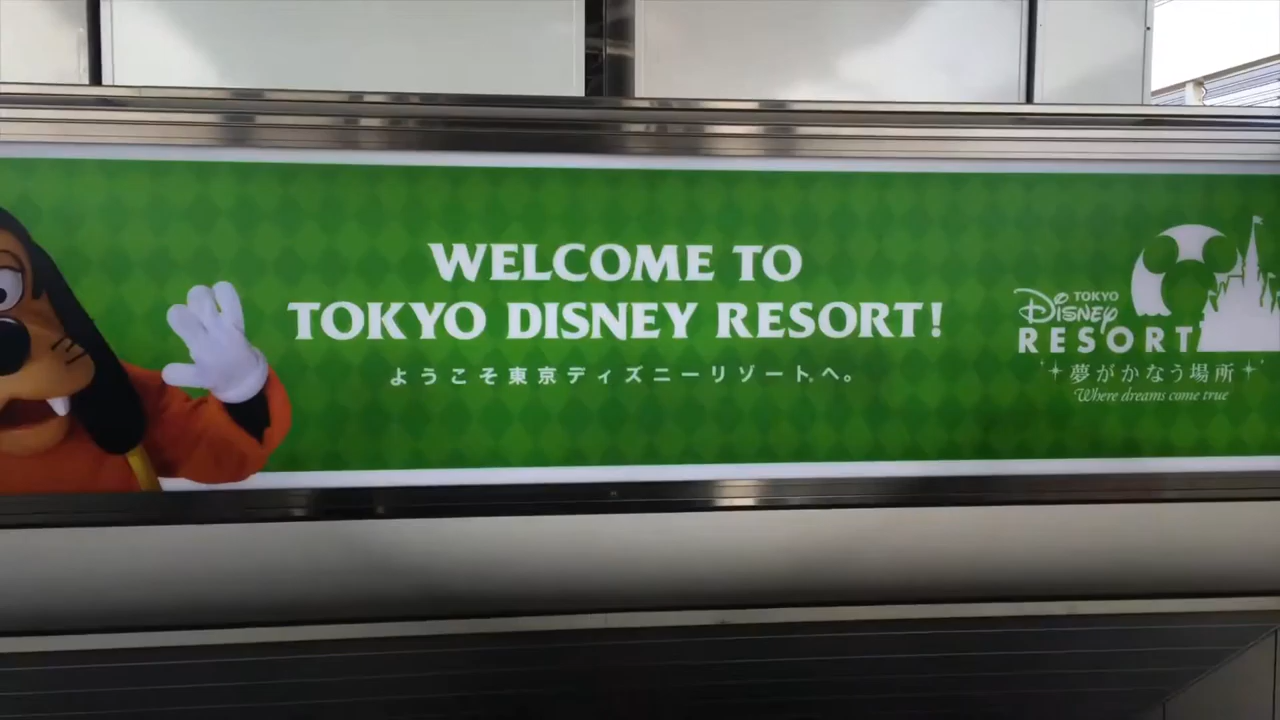 WELCOME TO
TOKYO DISNEY RESORT!
ようこそ東京ディズニーリゾート®へ。
TOKYO
Disney
RESORT
夢がかなう場所
Where dreams come true